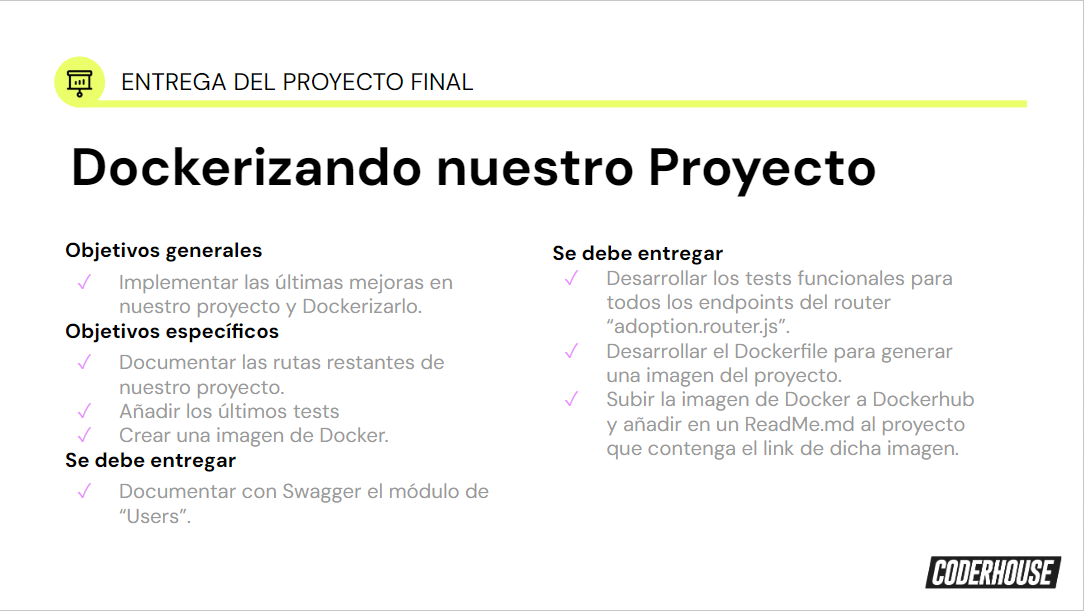 ENTREGA DEL PROYECTO FINAL
Dockerizando nuestro Proyecto
Objetivos generales
Implementar las últimas mejoras en
nuestro proyecto y Dockerizarlo.
Objetivos específicos
Documentar las rutas restantes de
nuestro proyecto.
Añadir los últimos tests
Crear una imagen de Docker.
Se debe entregar
Documentar con Swagger el módulo de
“Users”.
Se debe entregar
Desarrollar los tests funcionales para
todos los endpoints del router
“adoption.router.js”.
Desarrollar el Dockerfile para generar
una imagen del proyecto.
Subir la imagen de Docker a Dockerhub
y añadir en un ReadMe.md al proyecto
que contenga el link de dicha imagen.
CODERHOUSE